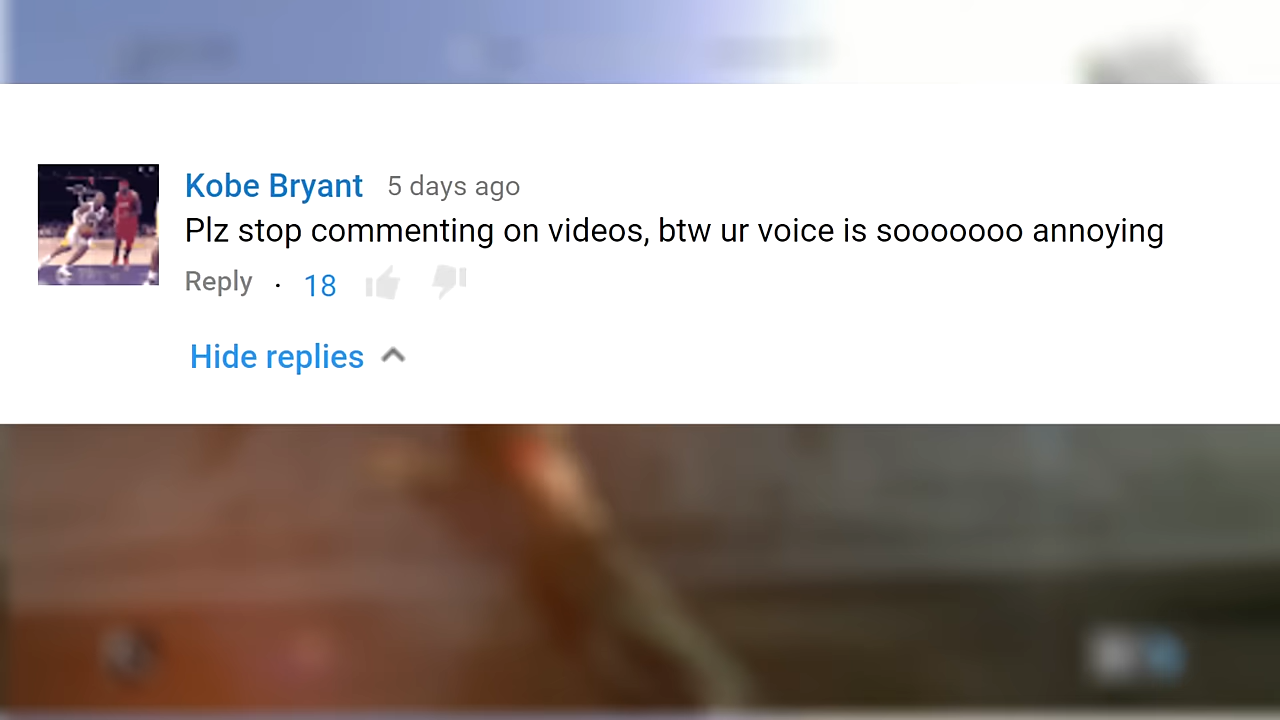 Kobe Bryant 5 days ago
Plz stop commenting on videos, btw ur voice is sooooooo annoying
Reply · 18
Hide replies